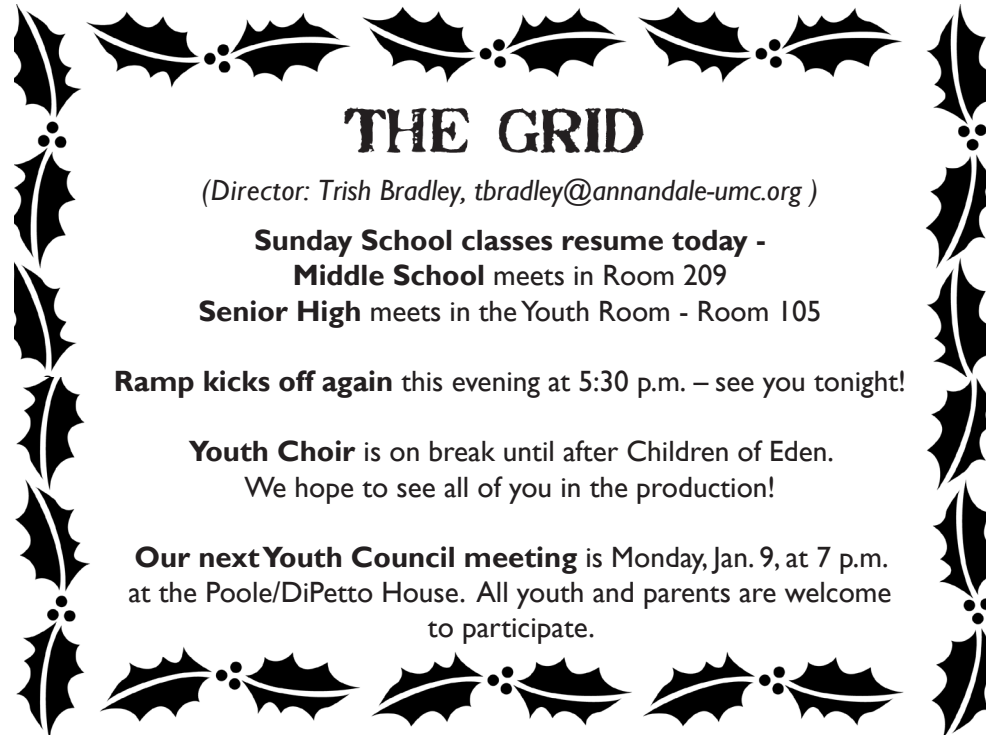 THE GRID
(Director: Trish Bradley, tbradley@annandale-umc.org )
Sunday School classes resume today -
Middle School meets in Room 209
Senior High meets in the Youth Room - Room 105
Ramp kicks off again this evening at 5:30 p.m. – see you tonight!
Youth Choir is on break until after Children of Eden.
We hope to see all of you in the production!
Our next Youth Council meeting is Monday, Jan. 9, at 7 p.m.
at the Poole/DiPetto House. All youth and parents are welcome
to participate.